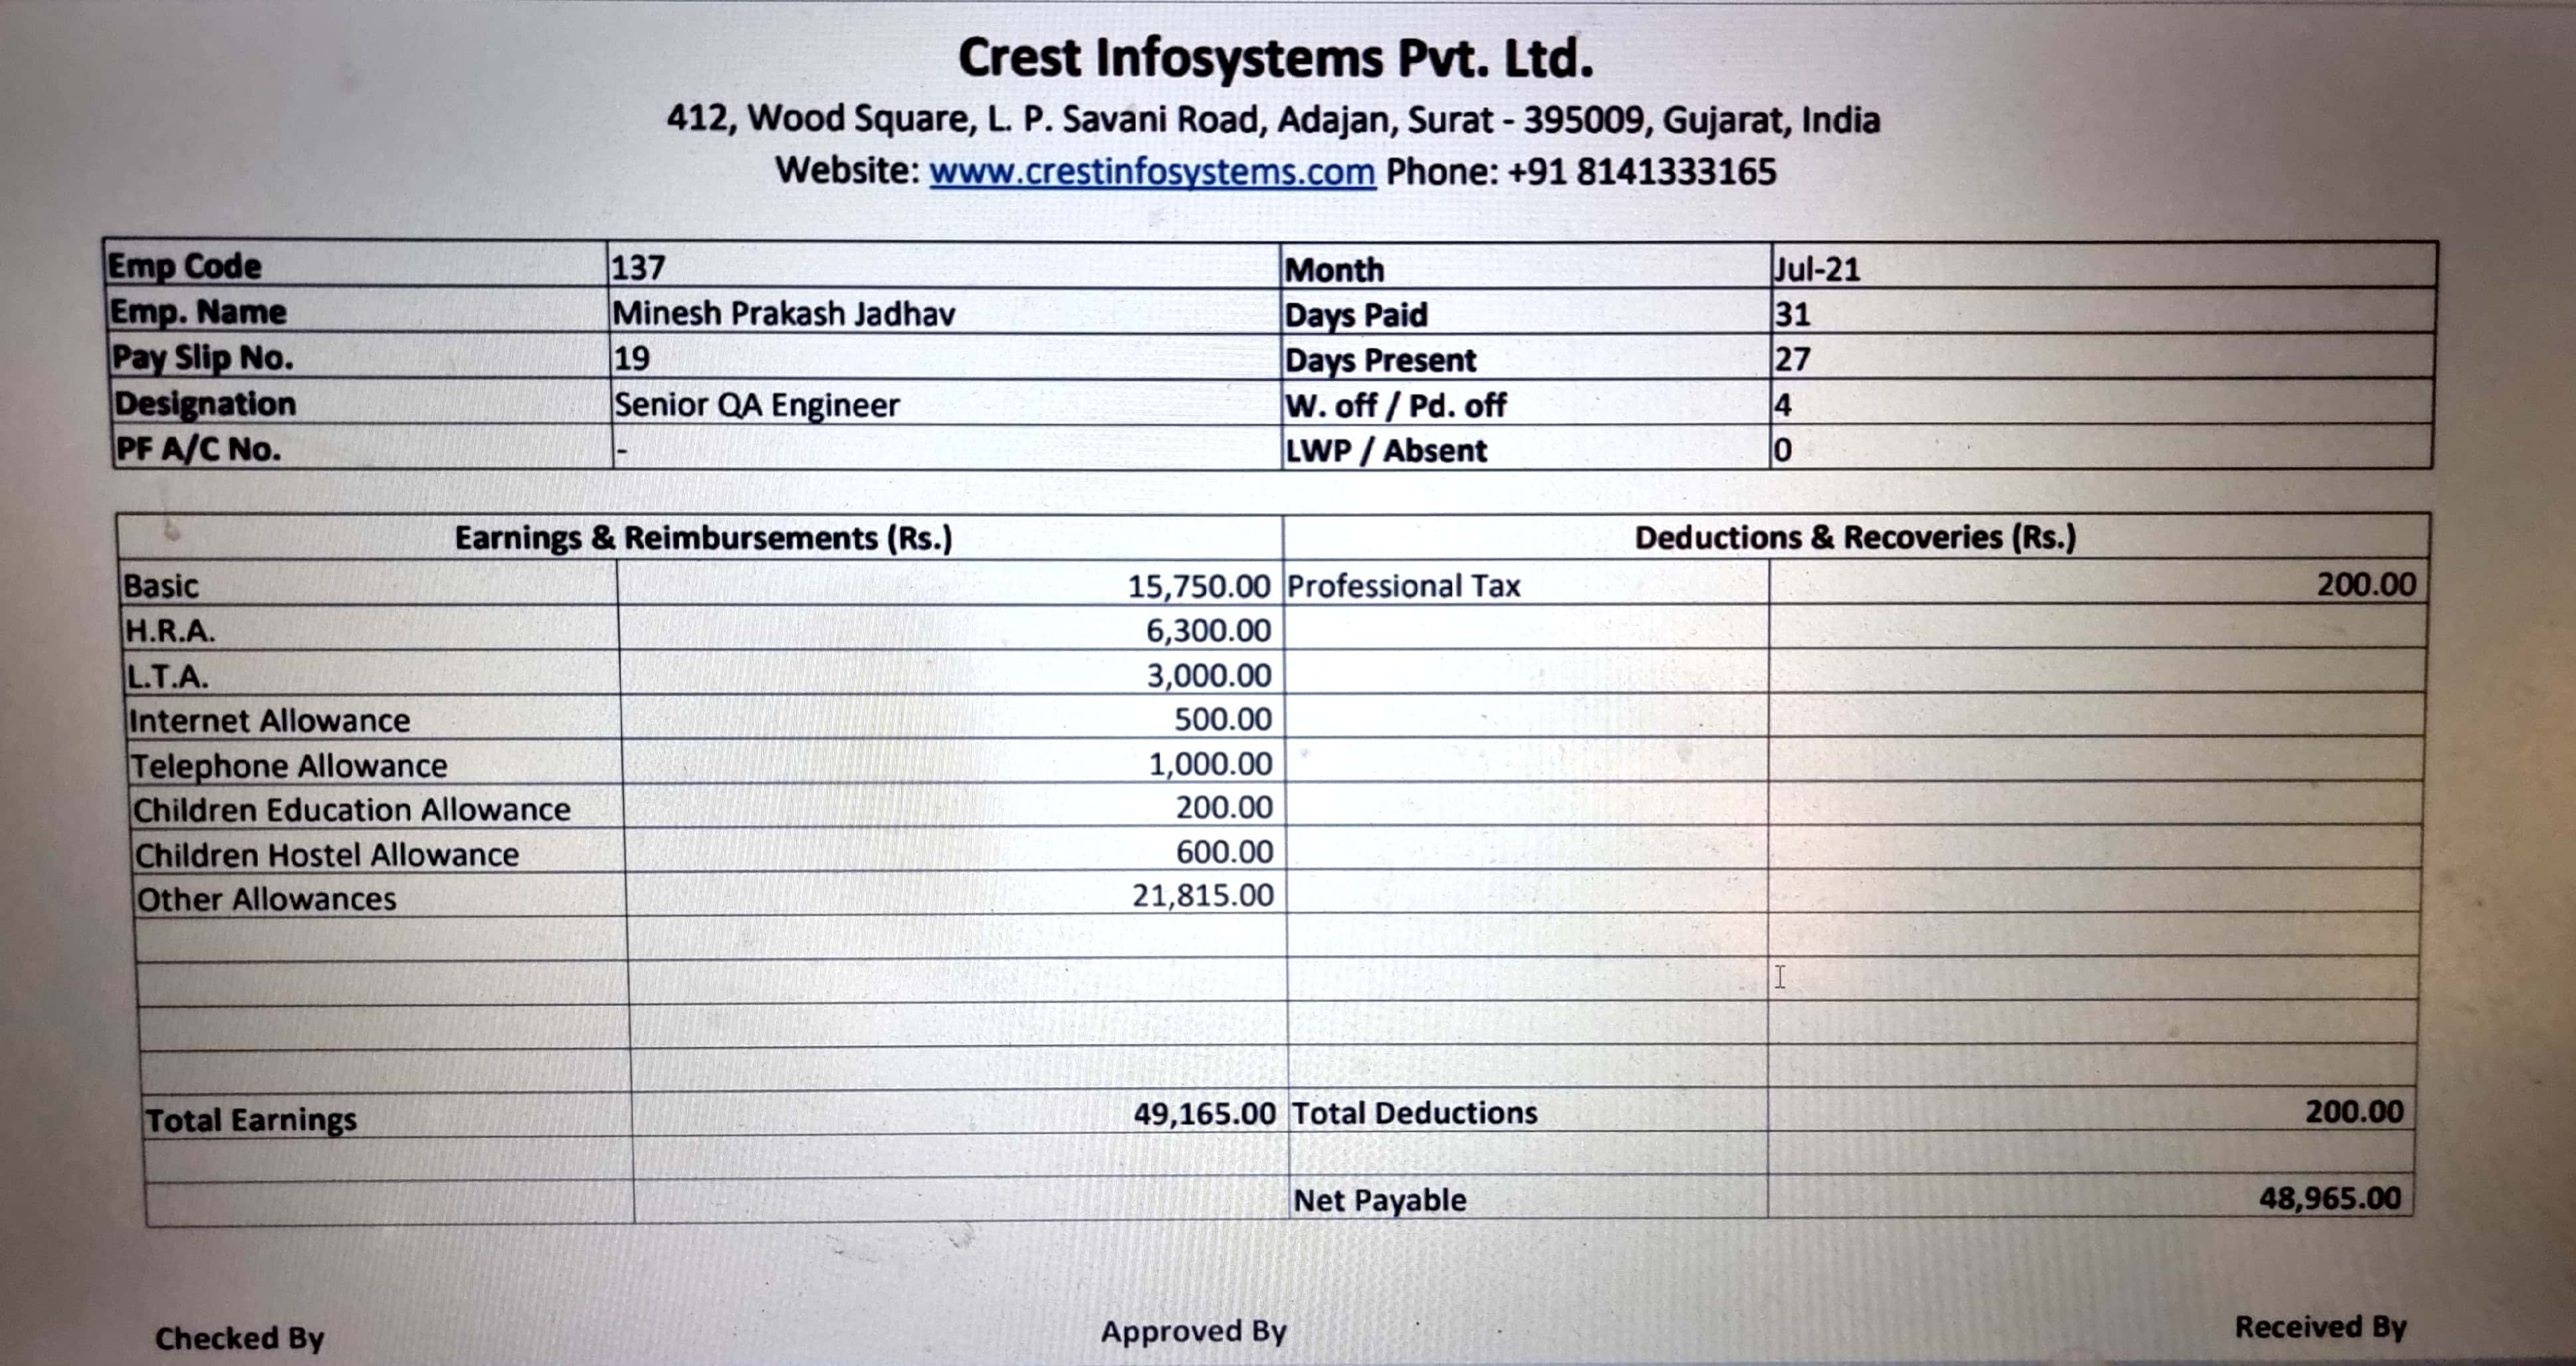 Crest Infosystems Pvt. Ltd.
412, Wood Square, L. P. Savani Road, Adajan, Surat - 395009, Gujarat, India
Website: www.crestinfosystems.com Phone: +91 8141333165
Emp Code 137 Month Jul-21
Emp. Name Minesh Prakash Jadhav Days Paid 31
Pay Slip No. 19 Days Present 27
Designation Senior QA Engineer W. off / Pd. off 4
PF A/C No. - LWP / Absent 0
Earnings & Reimbursements (Rs.) Deductions & Recoveries (Rs.)
Basic 15,750.00 Professional Tax 200.00
H.R.A. 6,300.00
L.T.A. 3,000.00
Internet Allowance 500.00
Telephone Allowance 1,000.00
Children Education Allowance 200.00
Children Hostel Allowance 600.00
Other Allowances 21,815.00
Total Earnings 49,165.00 Total Deductions 200.00
Net Payable 48,965.00
Checked By Approved By Received By